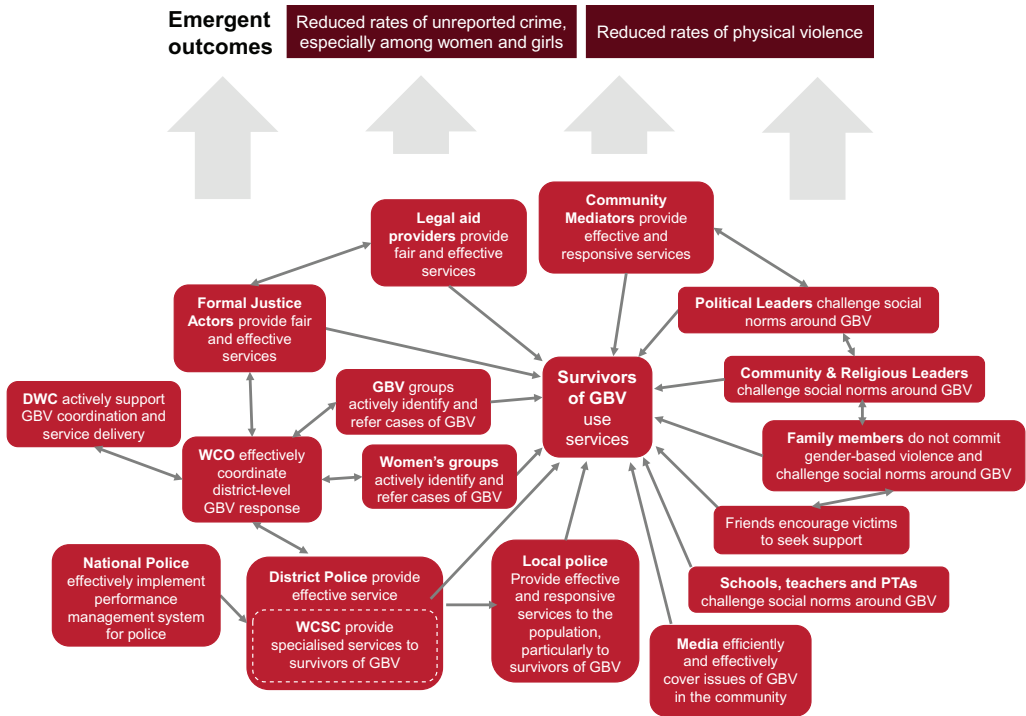 Emergent
outcomes
Reduced rates of unreported crime,
especially among women and girls
Reduced rates of physical violence
Legal aid
providers provide
fair and effective
services
Community
Mediators provide
effective and
responsive services
Formal Justice
Actors provide fair
and effective
services
Political Leaders challenge social
norms around GBV
Survivors
of GBV
use
services
Community & Religious Leaders
challenge social norms around GBV
DWC actively support
GBV coordination and
service delivery
GBV groups
actively identify and
refer cases of GBV
WCO effectively
coordinate
district-level
GBV response
Women's groups
actively identify and
refer cases of GBV
Family members do not commit
gender-based violence and
challenge social norms around GBV
Friends encourage victims
to seek support
National Police
effectively implement
performance
management system
for police
District Police provide
effective service
WCSC provide
specialised services to
survivors of GBV
Local police
Provide effective
and responsive
services to the
population,
particularly to
survivors of GBV
Schools, teachers and PTAs
challenge social norms around GBV
Media efficiently
and effectively
cover issues of GBV
in the community